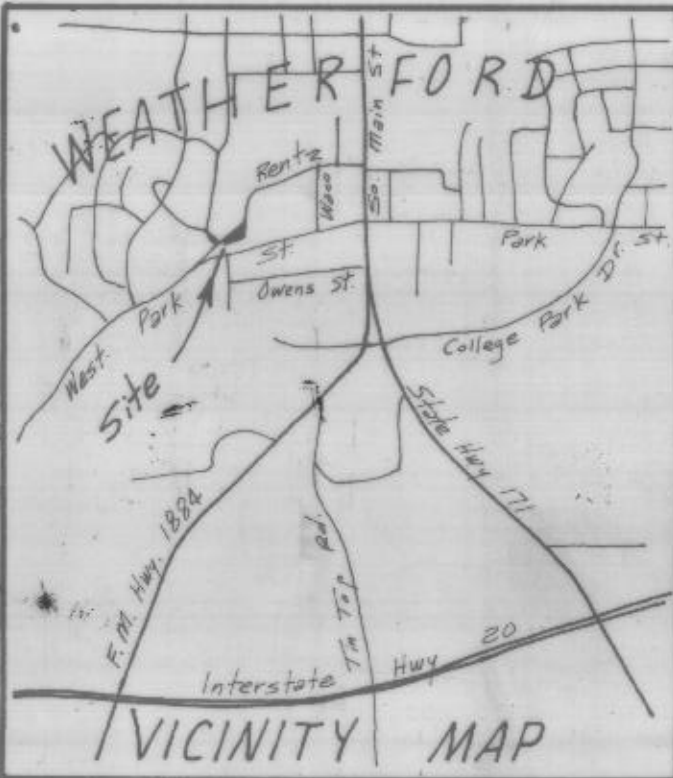 WEATHERFORD
So. Main St
Rentz
Waco
West Park St.
Park St.
Owens St.
College Park Dr.
Site
State Hwy 171
F.M. Hwy. 1884
Tin Top Rd.
Interstate Hwy 20
VICINITY MAP